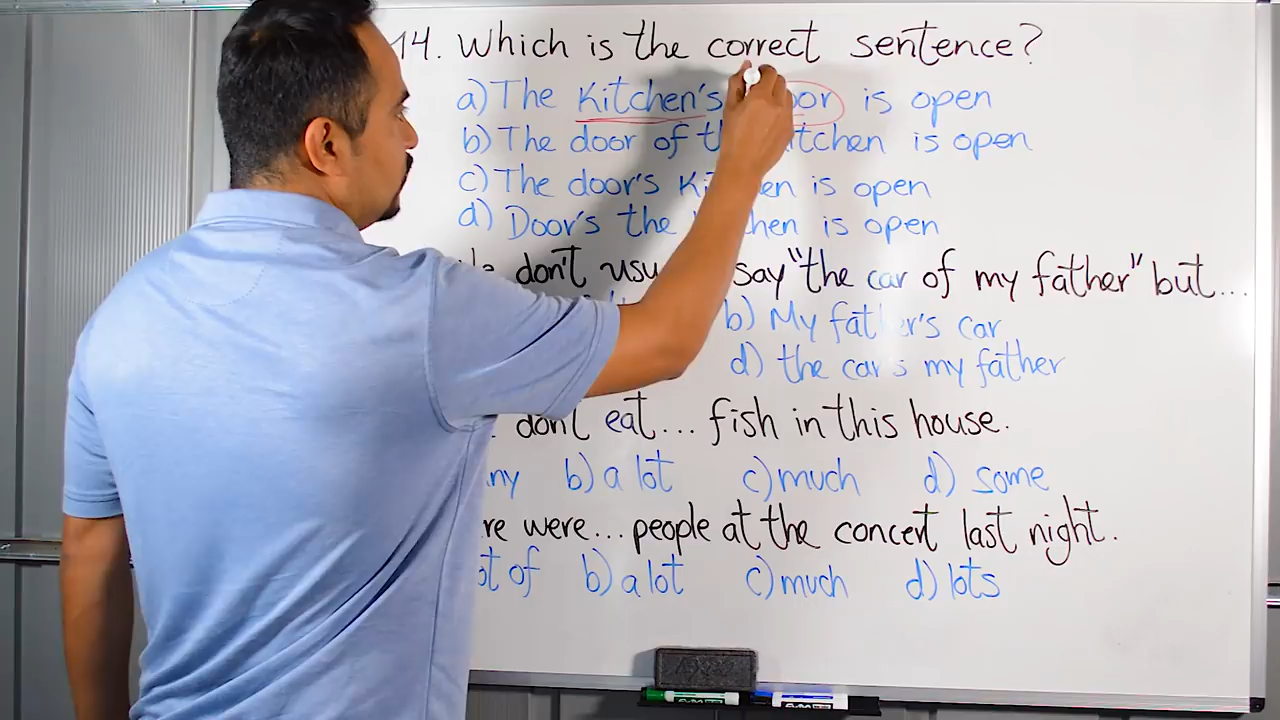 14. Which is the correct sentence?
a) The Kitchen's is open
b) The door of is open
c) The door's is open
d) Door's the is open
don't say "the car of my father" but...
b) My father's car
d) the car's my father
don't eat... fish in this house.
b) a lot c) much d) some
were... people at the concert last night.
of b) a lot c) much d) lots